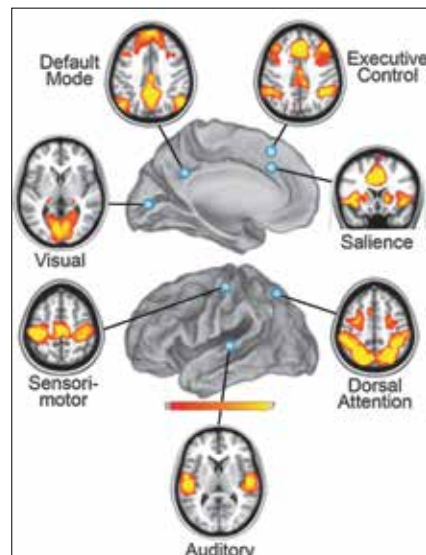 Default
Mode
Executive
Control
Visual
Salience
Sensori-
motor
Dorsal
Attention
Auditory